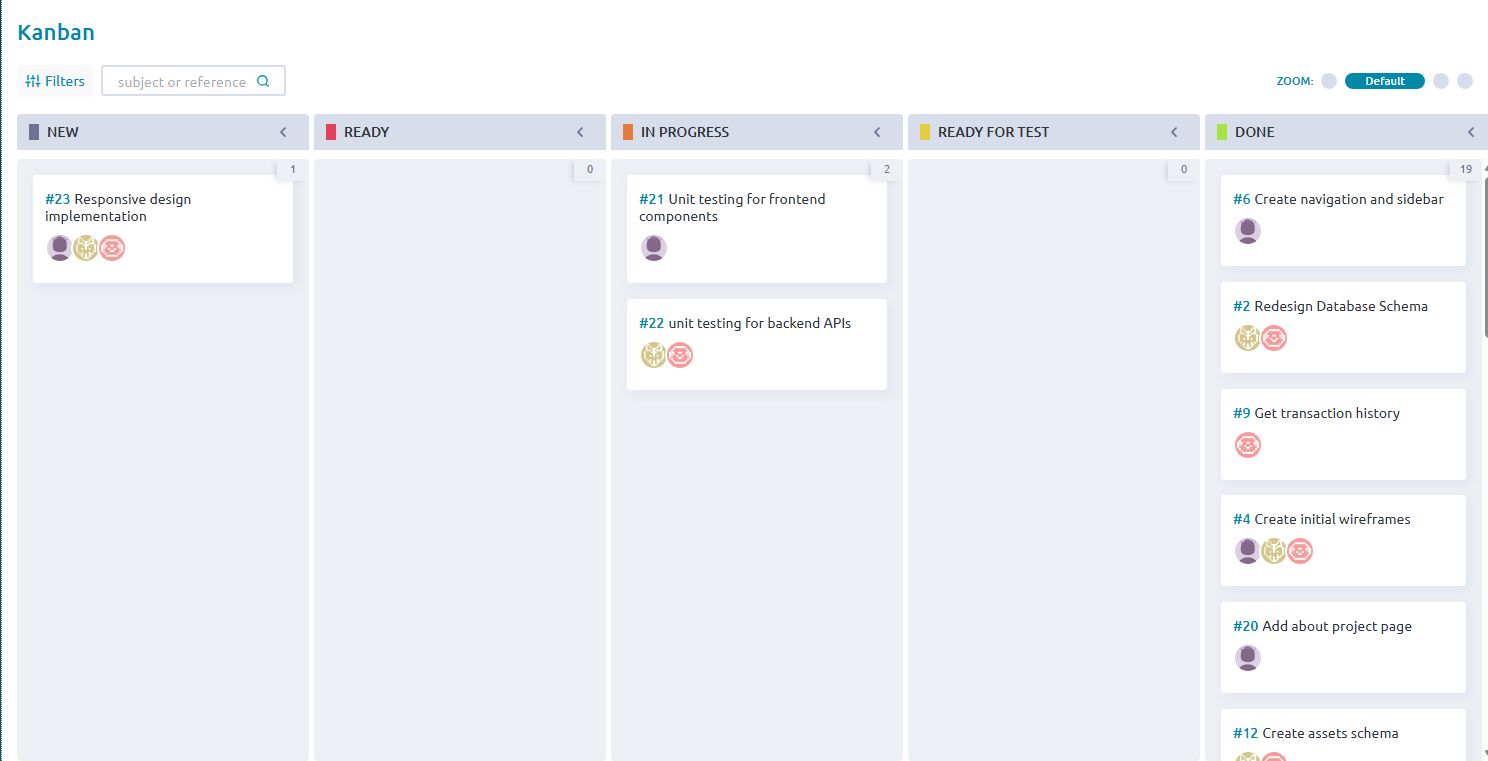 Kanban
Filters
subject or reference
ZOOM:
Default
NEW
1
#23 Responsive design
implementation
READY
0
IN PROGRESS
2
#21 Unit testing for frontend
components
#22 unit testing for backend APIs
READY FOR TEST
0
DONE
19
#6 Create navigation and sidebar
#2 Redesign Database Schema
#9 Get transaction history
#4 Create initial wireframes
#20 Add about project page
#12 Create assets schema